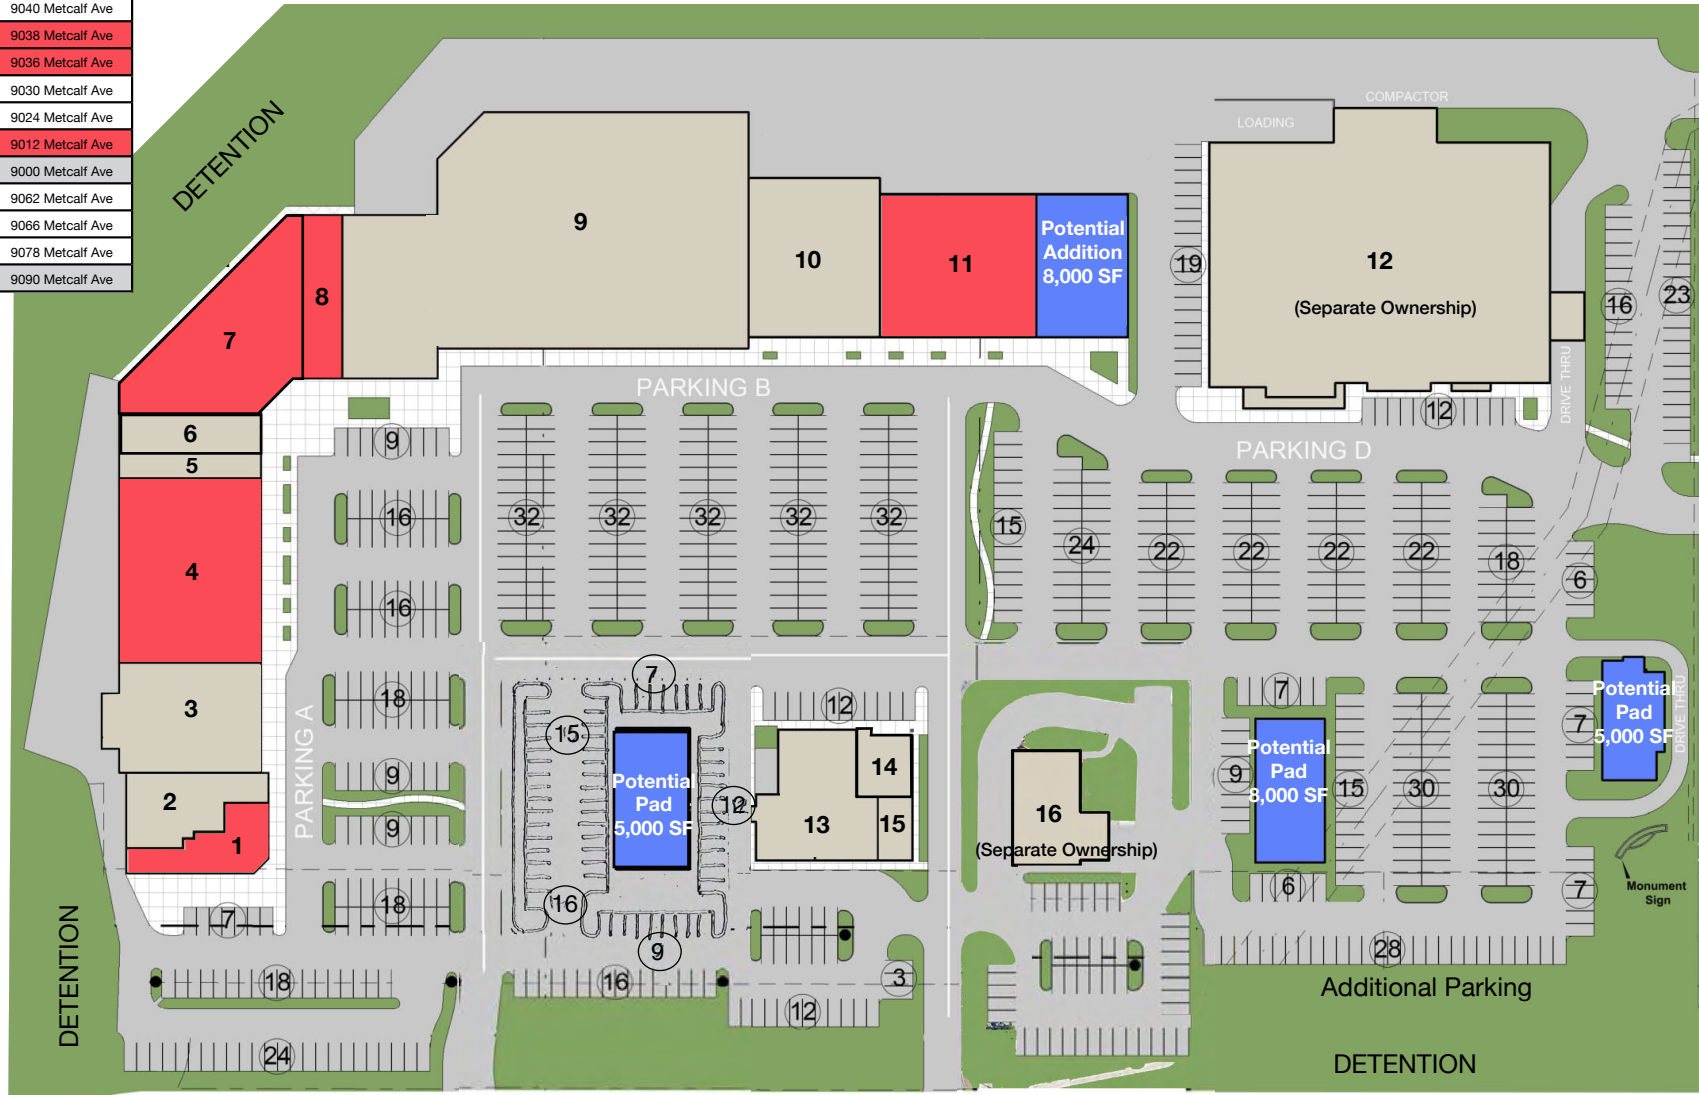 9040 Metcalf Ave
9038 Metcalf Ave
9036 Metcalf Ave
9030 Metcalf Ave
9024 Metcalf Ave
9012 Metcalf Ave
9000 Metcalf Ave
9062 Metcalf Ave
9066 Metcalf Ave
9078 Metcalf Ave
9090 Metcalf Ave
DETENTION
COMPACTOR
LOADING
9
10
11
Potential
Addition
8,000 SF
19
12
(Separate Ownership)
16
23
DRIVE THRU
7
8
6
5
4
3
2
1
PARKING B
PARKING D
12
9
16
16
18
9
9
18
PARKING A
32
32
32
32
32
15
24
22
22
22
22
18
6
7
15
Potential
Pad
5,000 SF
12
16
9
12
14
13
15
16
(Separate Ownership)
7
9
Potential
Pad
8,000 SF
15
30
30
6
7
Potential
Pad
5,000 SF
DRIVE THRU
7
Monument
Sign
DETENTION
7
18
24
16
12
3
28
Additional Parking
DETENTION